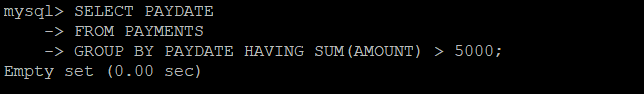 mysql> SELECT PAYDATE
-> FROM PAYMENTS
-> GROUP BY PAYDATE HAVING SUM(AMOUNT) > 5000;
Empty set (0.00 sec)